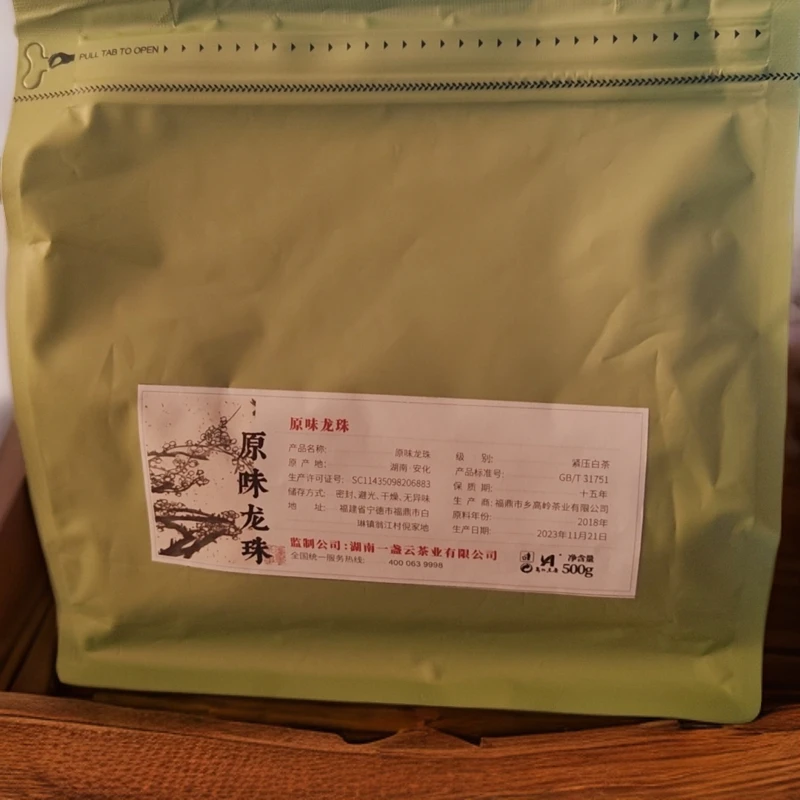 PULL TAB TO OPEN
原味龙珠
原味龙珠
产品名称: 原味龙珠
原 产 地: 湖南·安化
生产许可证号: SC11435098206883
储存方式: 密封、避光、干燥、无异味
地 址: 福建省宁德市福鼎市白
琳镇翁江村倪家地
级 别: 紧压白茶
产品标准号: GB/T 31751
保 质 期: 十五年
生 产 商: 福鼎市乡高岭茶业有限公司
原料年份: 2018年
生产日期: 2023年11月21日
监制公司:湖南一盏云茶业有限公司
全国统一服务热线: 400 063 9998
净含量
500g